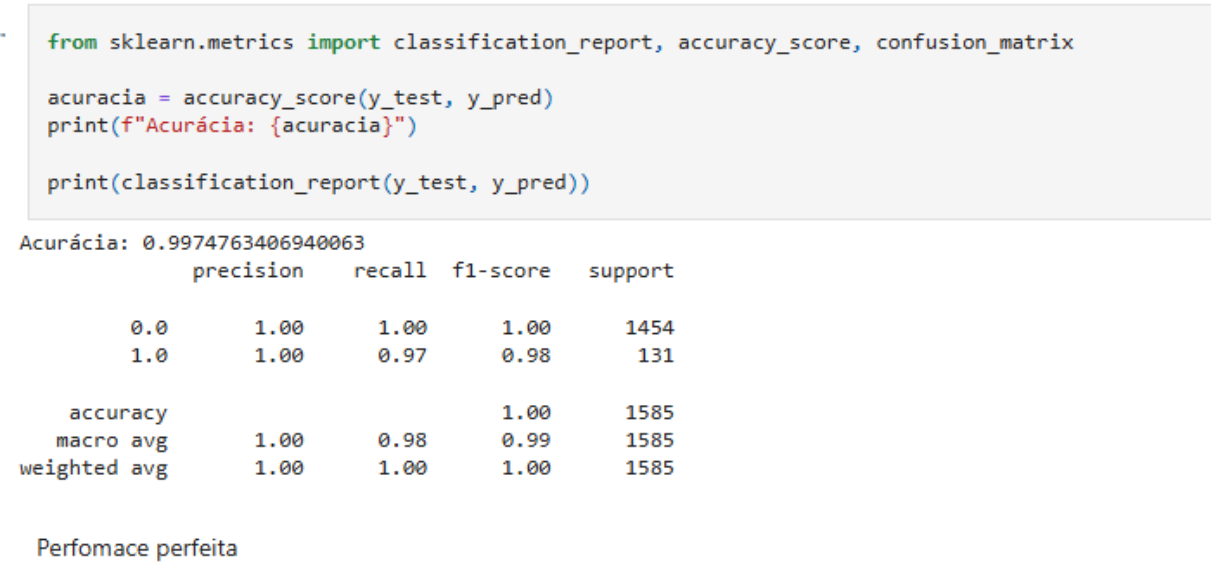 from sklearn.metrics import classification_report, accuracy_score, confusion_matrix
acuracia = accuracy_score(y_test, y_pred)
print(f"Acurácia: {acuracia}")
print(classification_report(y_test, y_pred))
Acurácia: 0.9974763406940063
precision recall f1-score support
0.0 1.00 1.00 1.00 1454
1.0 1.00 0.97 0.98 131
accuracy 1.00 1585
macro avg 1.00 0.98 0.99 1585
weighted avg 1.00 1.00 1.00 1585
Perfomace perfeita